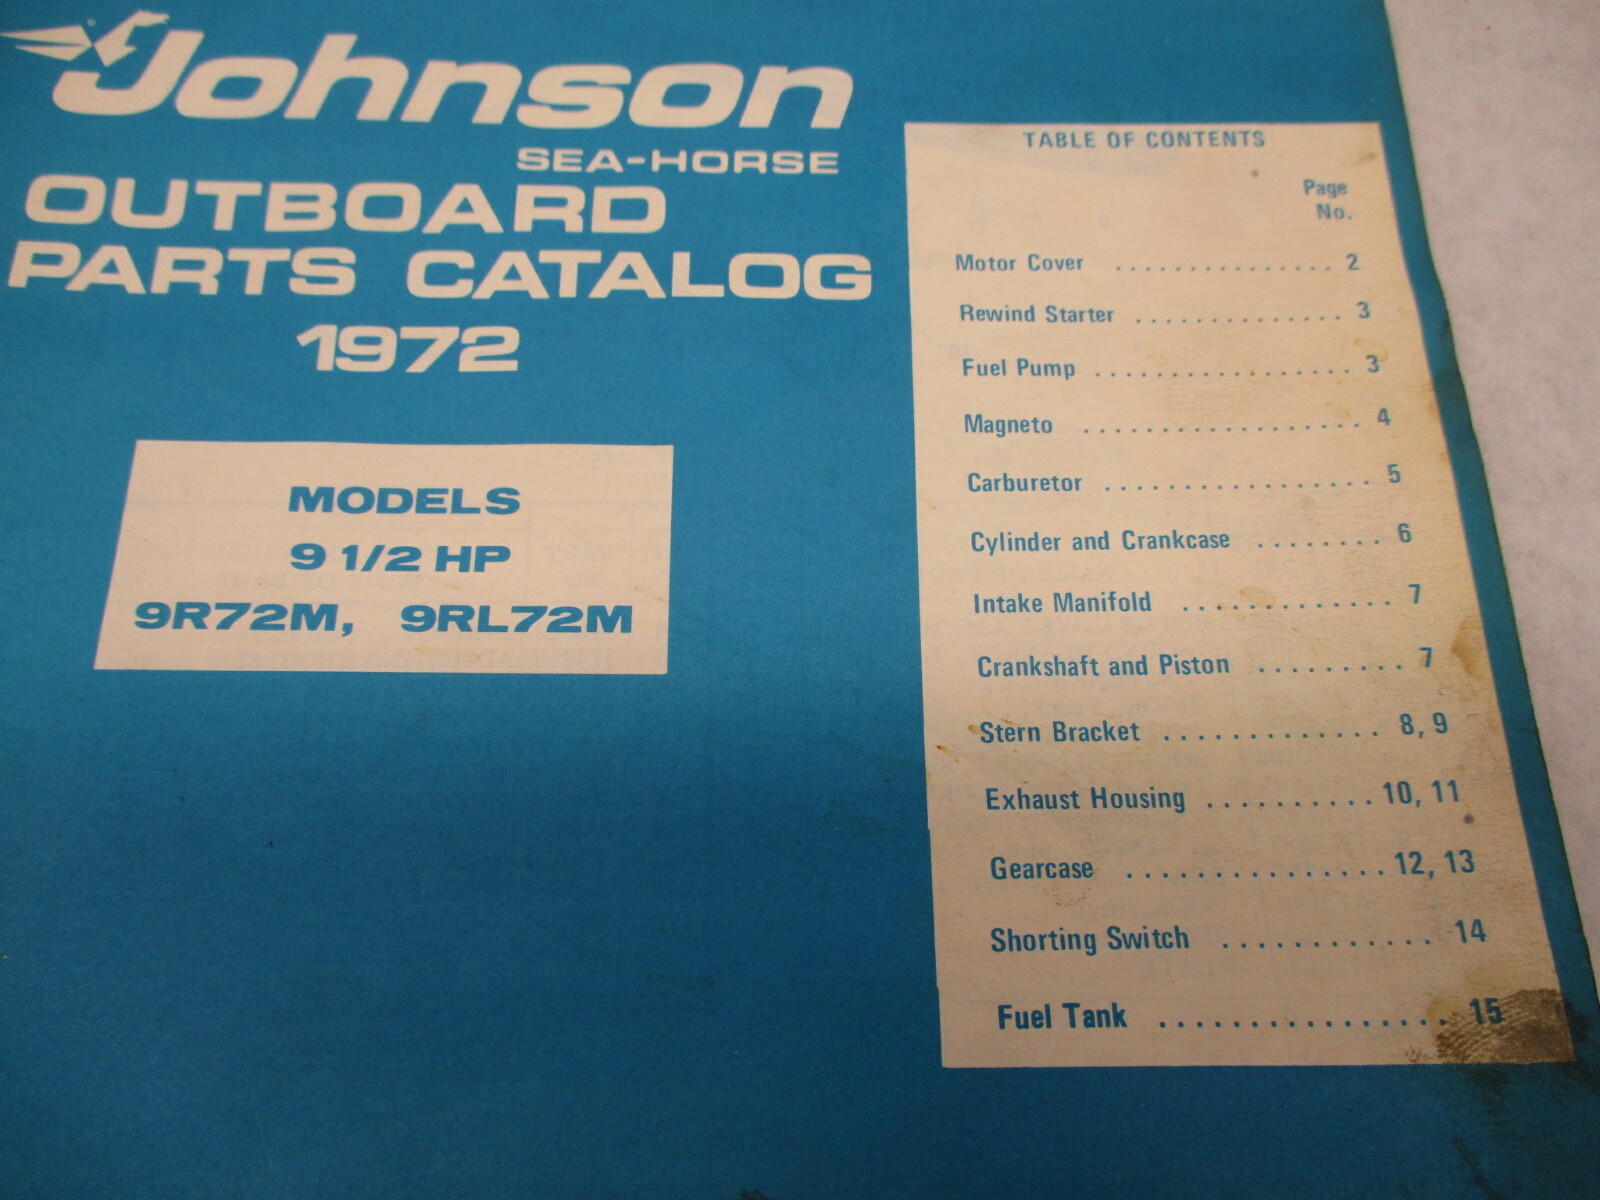 Johnson
SEA-HORSE
OUTBOARD
PARTS CATALOG
1972
MODELS
9 1/2 HP
9R72M, 9RL72M
TABLE OF CONTENTS
Page
No.
Motor Cover ............... 2
Rewind Starter .............. 3
Fuel Pump ................. 3
Magneto .................. 4
Carburetor ................. 5
Cylinder and Crankcase ........ 6
Intake Manifold ............. 7
Crankshaft and Piston ......... 7
Stern Bracket ............. 8, 9
Exhaust Housing .......... 10, 11
Gearcase ............... 12, 13
Shorting Switch ............ 14
Fuel Tank ................ 15